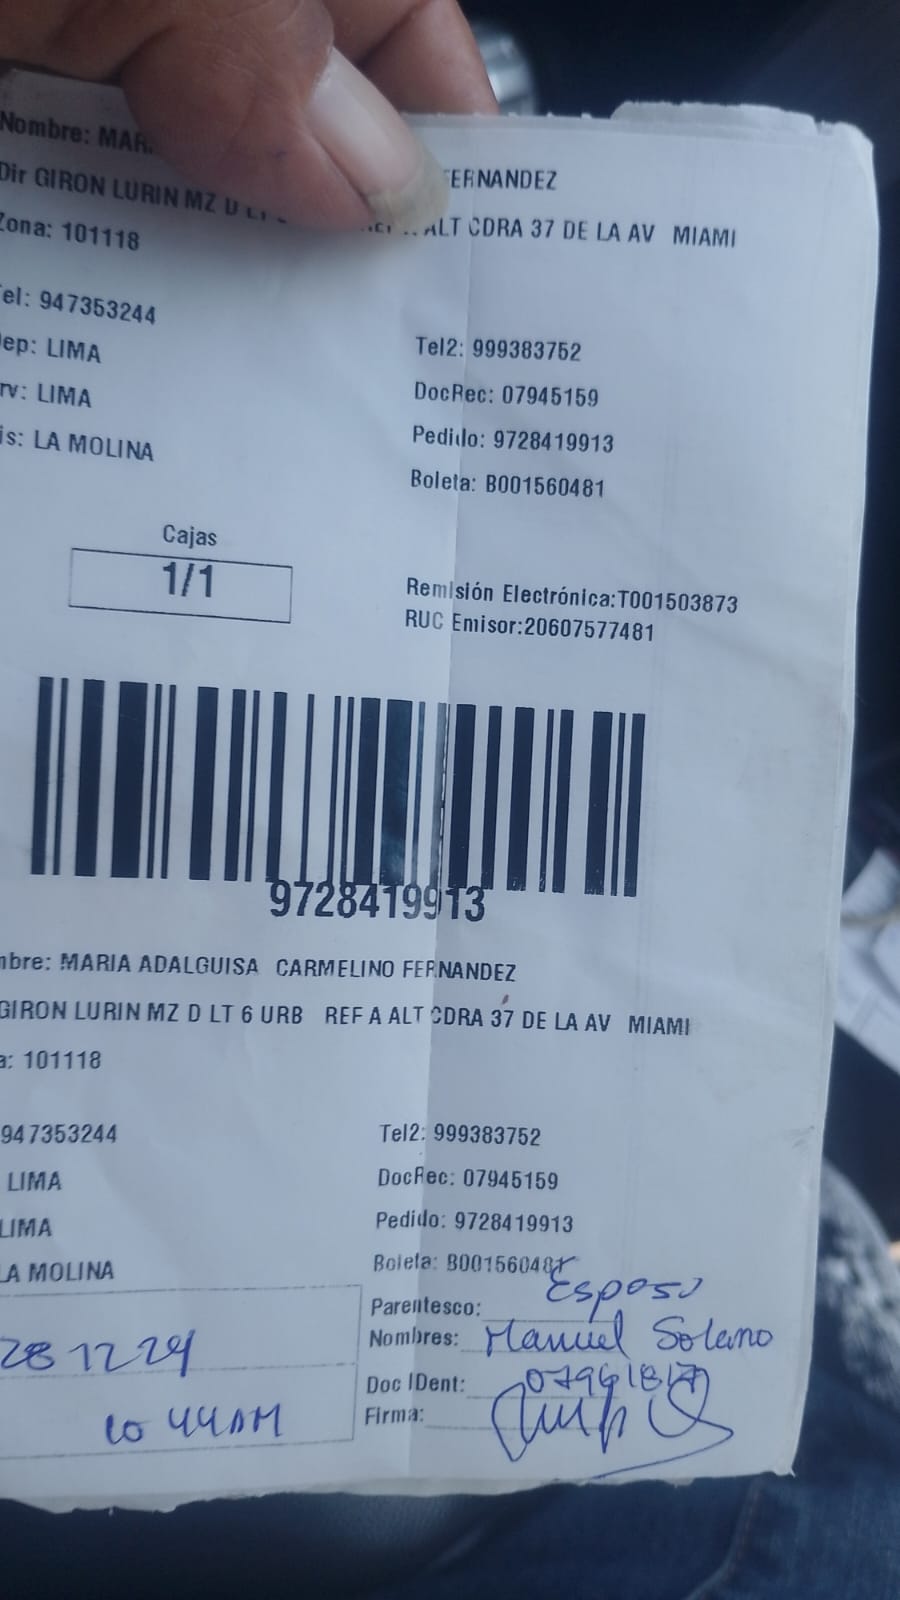 Nombre: MAR FERNANDEZ
Dir GIRON LURIN MZ D ALT CDRA 37 DE LA AV MIAMI
Zona: 101118
Tel: 947353244
Tel2: 999383752
ep: LIMA
DocRec: 07945159
rv: LIMA
Pedido: 9728419913
is: LA MOLINA
Boleta: B001560481
Cajas
1/1
Remisión Electrónica:T001503873
RUC Emisor:20607577481
9728419913
mbre: MARIA ADALGUISA CARMELINO FERNANDEZ
GIRON LURIN MZ D LT 6 URB REF A ALT CDRA 37 DE LA AV MIAMI
a: 101118
947353244
Tel2: 999383752
LIMA
DocRec: 07945159
LIMA
Pedido: 9728419913
LA MOLINA
Boleta: B001560481
Parentesco: Esposo
Nombres: Manuel Solano
28 12 24
Doc IDent:
Firma:
10 44AM